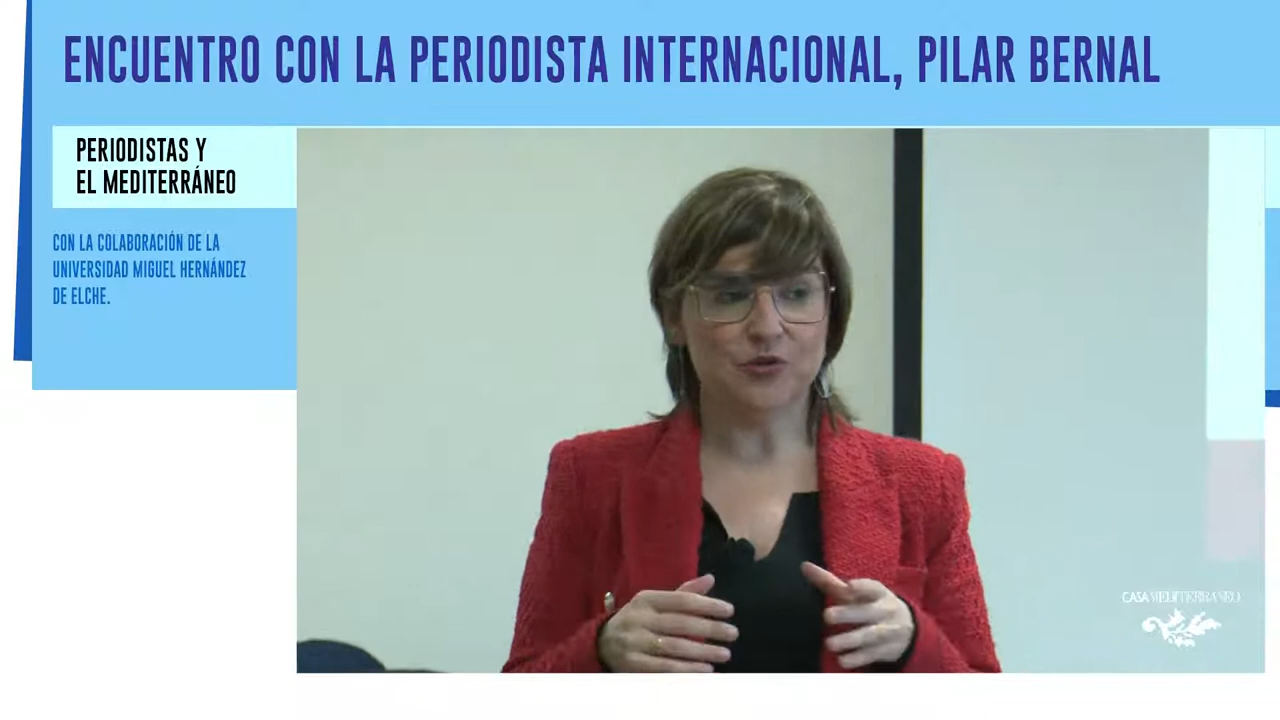 ENCUENTRO CON LA PERIODISTA INTERNACIONAL, PILAR BERNAL
PERIODISTAS Y
EL MEDITERRÁNEO
CON LA COLABORACIÓN DE LA
UNIVERSIDAD MIGUEL HERNÁNDEZ
DE ELCHE.
CASA MEDITERRÁNEO